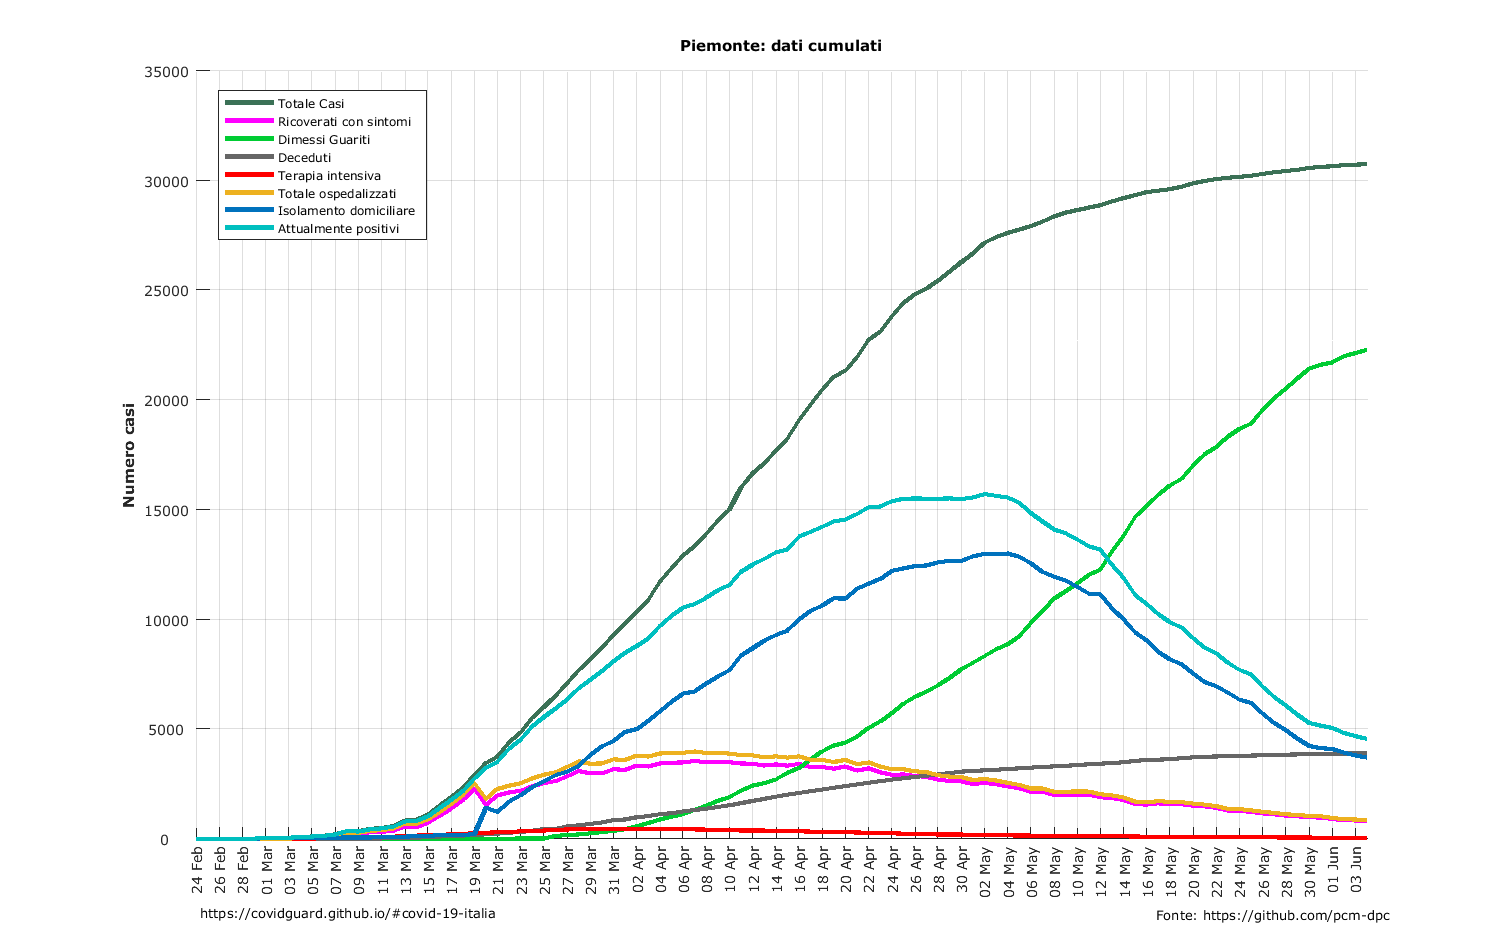 Piemonte: dati cumulati
35000
30000
25000
20000
15000
10000
5000
0
Numero casi
Totale Casi
Ricoverati con sintomi
Dimessi Guariti
Deceduti
Terapia intensiva
Totale ospedalizzati
Isolamento domiciliare
Attualmente positivi
24 Feb
26 Feb
28 Feb
01 Mar
03 Mar
05 Mar
07 Mar
09 Mar
11 Mar
13 Mar
15 Mar
17 Mar
19 Mar
21 Mar
23 Mar
25 Mar
27 Mar
29 Mar
31 Mar
02 Apr
04 Apr
06 Apr
08 Apr
10 Apr
12 Apr
14 Apr
16 Apr
18 Apr
20 Apr
22 Apr
24 Apr
26 Apr
28 Apr
30 Apr
02 May
04 May
06 May
08 May
10 May
12 May
14 May
16 May
18 May
20 May
22 May
24 May
26 May
28 May
30 May
01 Jun
03 Jun
https://covidguard.github.io/#covid-19-italia
Fonte: https://github.com/pcm-dpc